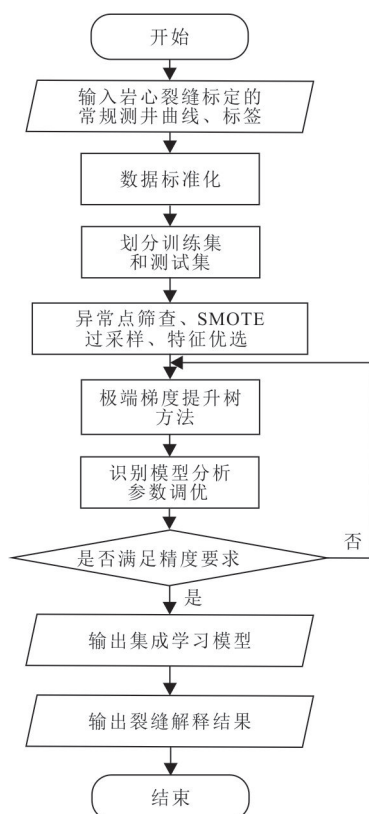 开始
输入岩心裂缝标定的
常规测井曲线、标签
数据标准化
划分训练集
和测试集
异常点筛查、SMOTE
过采样、特征优选
极端梯度提升树
方法
识别模型分析
参数调优
是否满足精度要求
否
是
输出集成学习模型
输出裂缝解释结果
结束